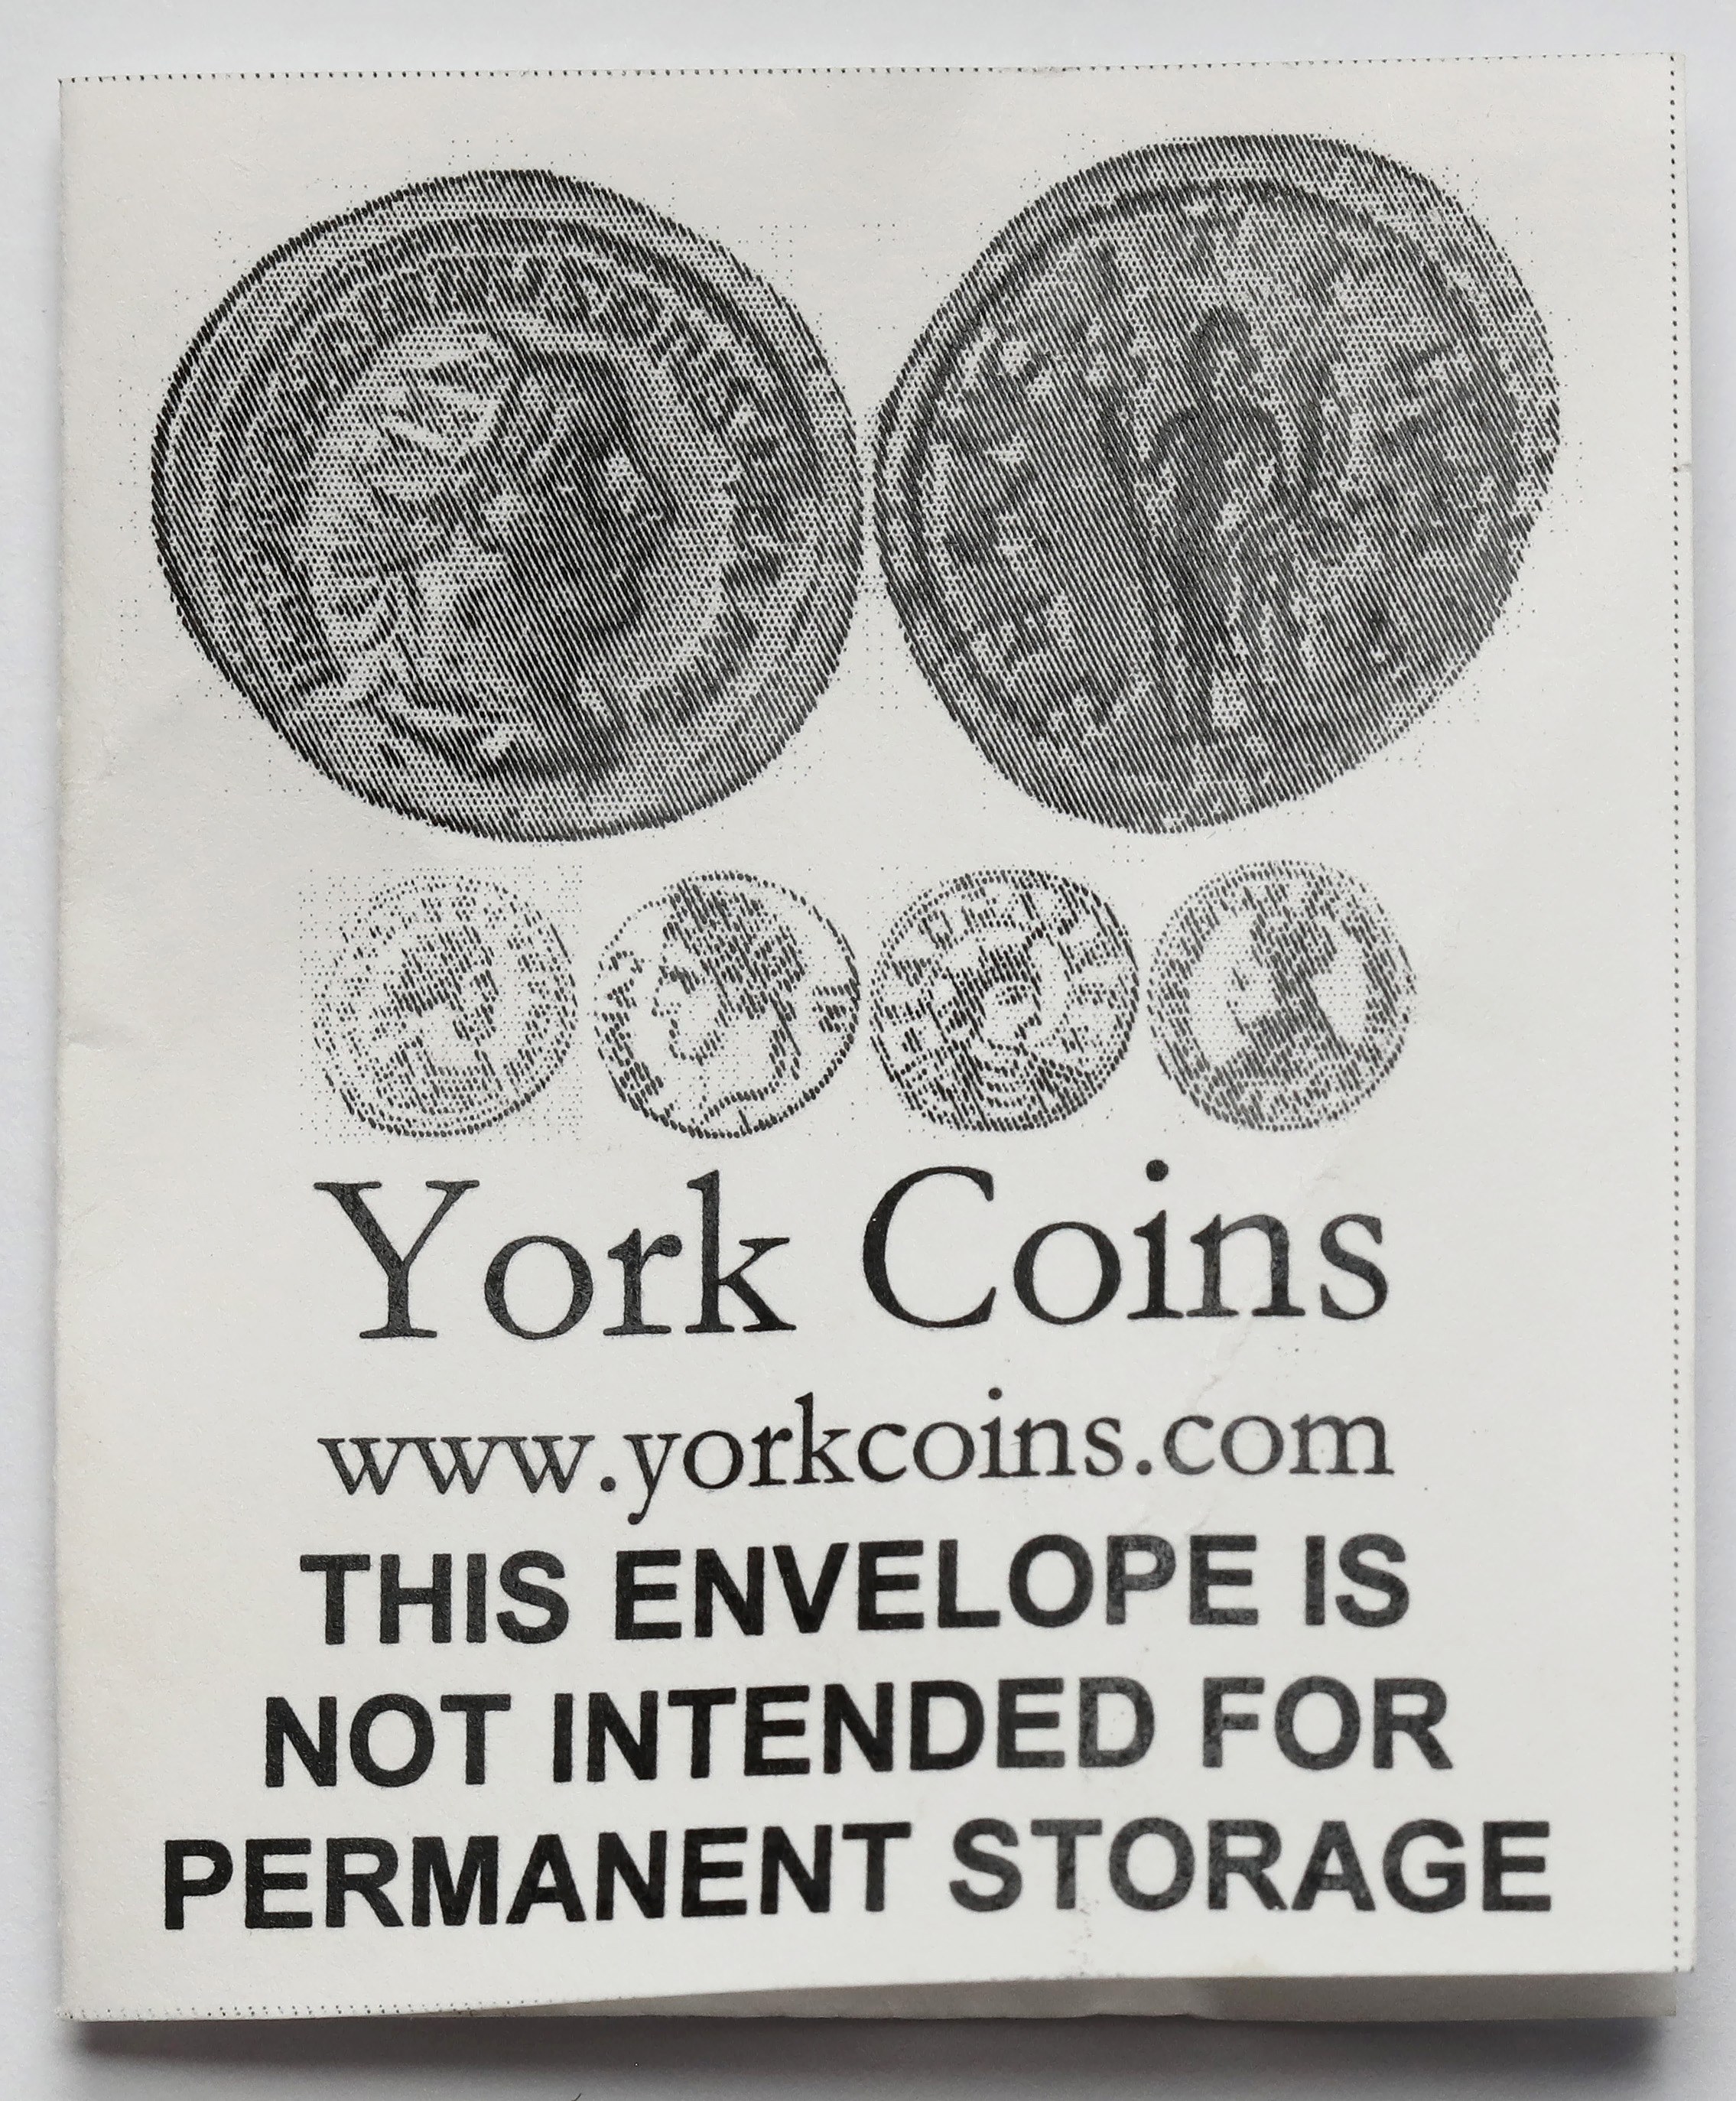 York Coins
www.yorkcoins.com
THIS ENVELOPE IS
NOT INTENDED FOR
PERMANENT STORAGE